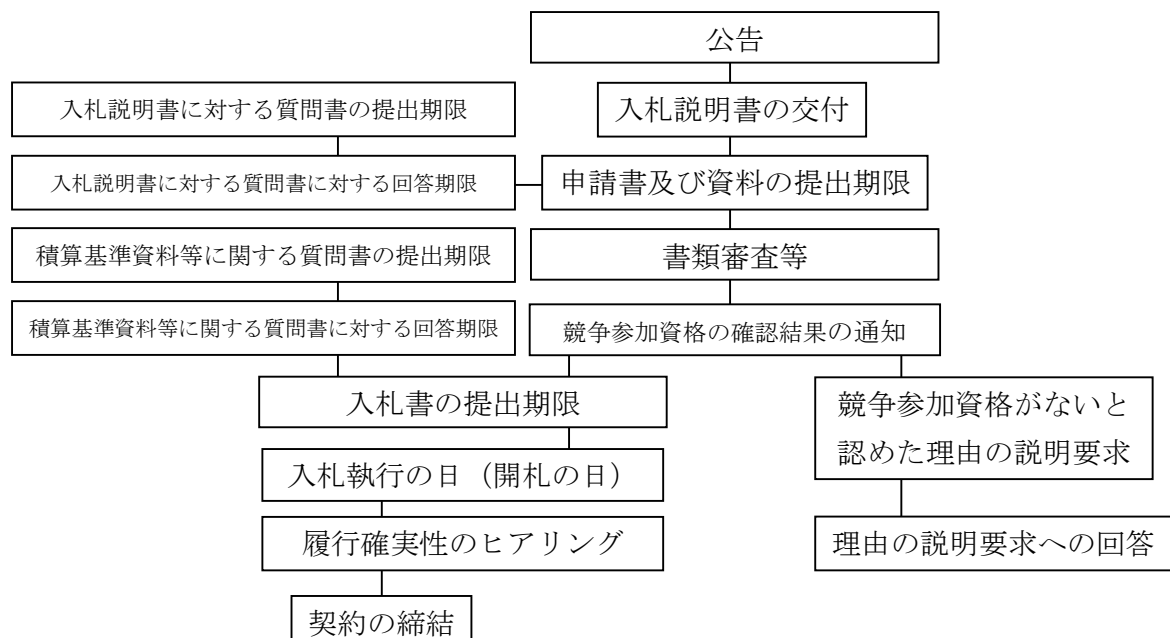 公告
入札説明書に対する質問書の提出期限
入札説明書の交付
入札説明書に対する質問書に対する回答期限
申請書及び資料の提出期限
積算基準資料等に関する質問書の提出期限
書類審査等
積算基準資料等に関する質問書に対する回答期限
競争参加資格の確認結果の通知
入札書の提出期限
競争参加資格がないと
認めた理由の説明要求
入札執行の日（開札の日）
履行確実性のヒアリング
理由の説明要求への回答
契約の締結